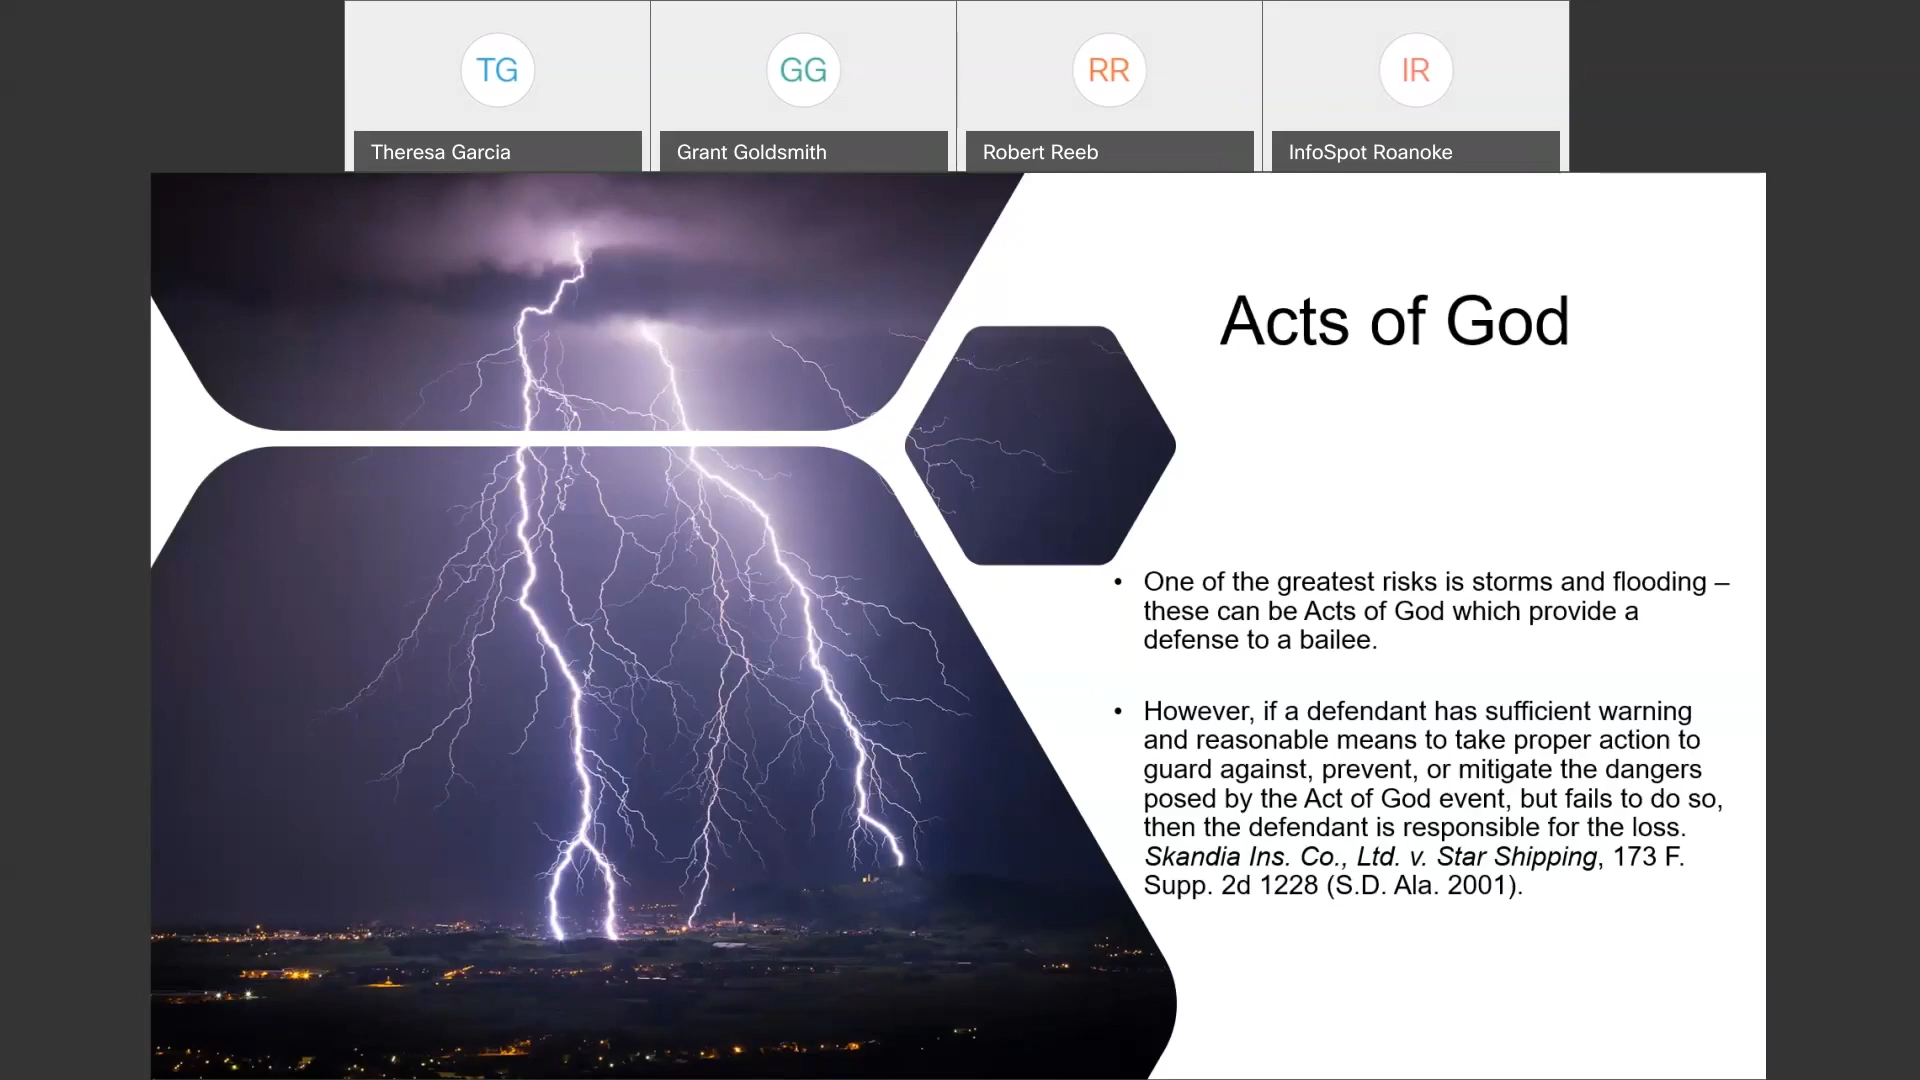 TG
GG
RR
IR
Theresa Garcia
Grant Goldsmith
Robert Reeb
InfoSpot Roanoke
Acts of God
• One of the greatest risks is storms and flooding –
these can be Acts of God which provide a
defense to a bailee.
• However, if a defendant has sufficient warning
and reasonable means to take proper action to
guard against, prevent, or mitigate the dangers
posed by the Act of God event, but fails to do so,
then the defendant is responsible for the loss.
Skandia Ins. Co., Ltd. v. Star Shipping, 173 F.
Supp. 2d 1228 (S.D. Ala. 2001).